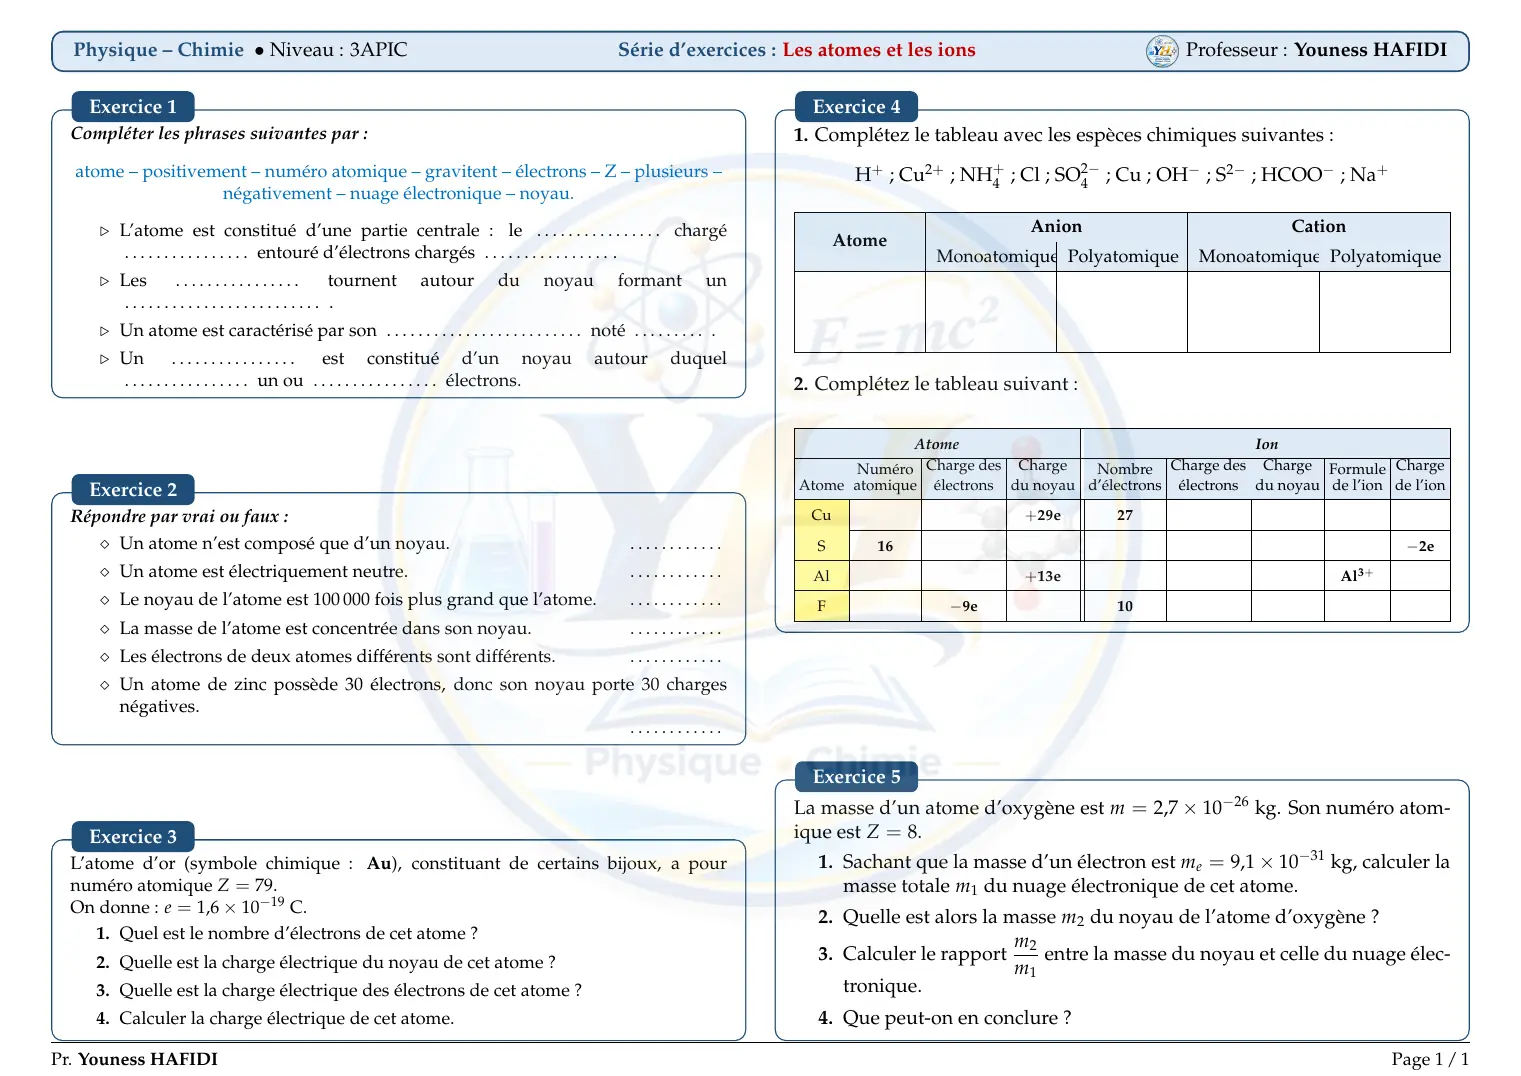 Physique – Chimie • Niveau : 3APIC
Série d'exercices : Les atomes et les ions
Professeur : Youness HAFIDI
Exercice 1
Compléter les phrases suivantes par :
atome – positivement – numéro atomique – gravitent – électrons – Z – plusieurs –
négativement – nuage électronique – noyau.
▷ L'atome est constitué d'une partie centrale : le ................ chargé
................ entouré d'électrons chargés .................
▷ Les ................ tournent autour du noyau formant un
......................... .
▷ Un atome est caractérisé par son ......................... noté ......... .
▷ Un ................ est constitué d'un noyau autour duquel
................ un ou ................ électrons.
Exercice 2
Répondre par vrai ou faux :
⋄ Un atome n'est composé que d'un noyau. ............
⋄ Un atome est électriquement neutre. ............
⋄ Le noyau de l'atome est 100 000 fois plus grand que l'atome. ............
⋄ La masse de l'atome est concentrée dans son noyau. ............
⋄ Les électrons de deux atomes différents sont différents. ............
⋄ Un atome de zinc possède 30 électrons, donc son noyau porte 30 charges
négatives.
............
Exercice 3
L'atome d'or (symbole chimique : Au), constituant de certains bijoux, a pour
numéro atomique Z = 79.
On donne : e = 1,6 × 10⁻¹⁹ C.
1. Quel est le nombre d'électrons de cet atome ?
2. Quelle est la charge électrique du noyau de cet atome ?
3. Quelle est la charge électrique des électrons de cet atome ?
4. Calculer la charge électrique de cet atome.
Exercice 4
1. Complétez le tableau avec les espèces chimiques suivantes :
H⁺ ; Cu²⁺ ; NH₄⁺ ; Cl ; SO₄²⁻ ; Cu ; OH⁻ ; S²⁻ ; HCOO⁻ ; Na⁺
Atome Anion Cation
Monoatomique Polyatomique Monoatomique Polyatomique
2. Complétez le tableau suivant :
Atome Ion
Atome Numéro atomique Charge des électrons Charge du noyau Nombre d'électrons Charge des électrons Charge du noyau Formule de l'ion Charge de l'ion
Cu +29e 27
S 16 −2e
Al +13e Al³⁺
F −9e 10
Exercice 5
La masse d'un atome d'oxygène est m = 2,7 × 10⁻²⁶ kg. Son numéro atom-
ique est Z = 8.
1. Sachant que la masse d'un électron est mₑ = 9,1 × 10⁻³¹ kg, calculer la
masse totale m₁ du nuage électronique de cet atome.
2. Quelle est alors la masse m₂ du noyau de l'atome d'oxygène ?
3. Calculer le rapport m₂/m₁ entre la masse du noyau et celle du nuage élec-
tronique.
4. Que peut-on en conclure ?
E=mc²
YH
Physique • Chimie
Pr. Youness HAFIDI
Page 1 / 1